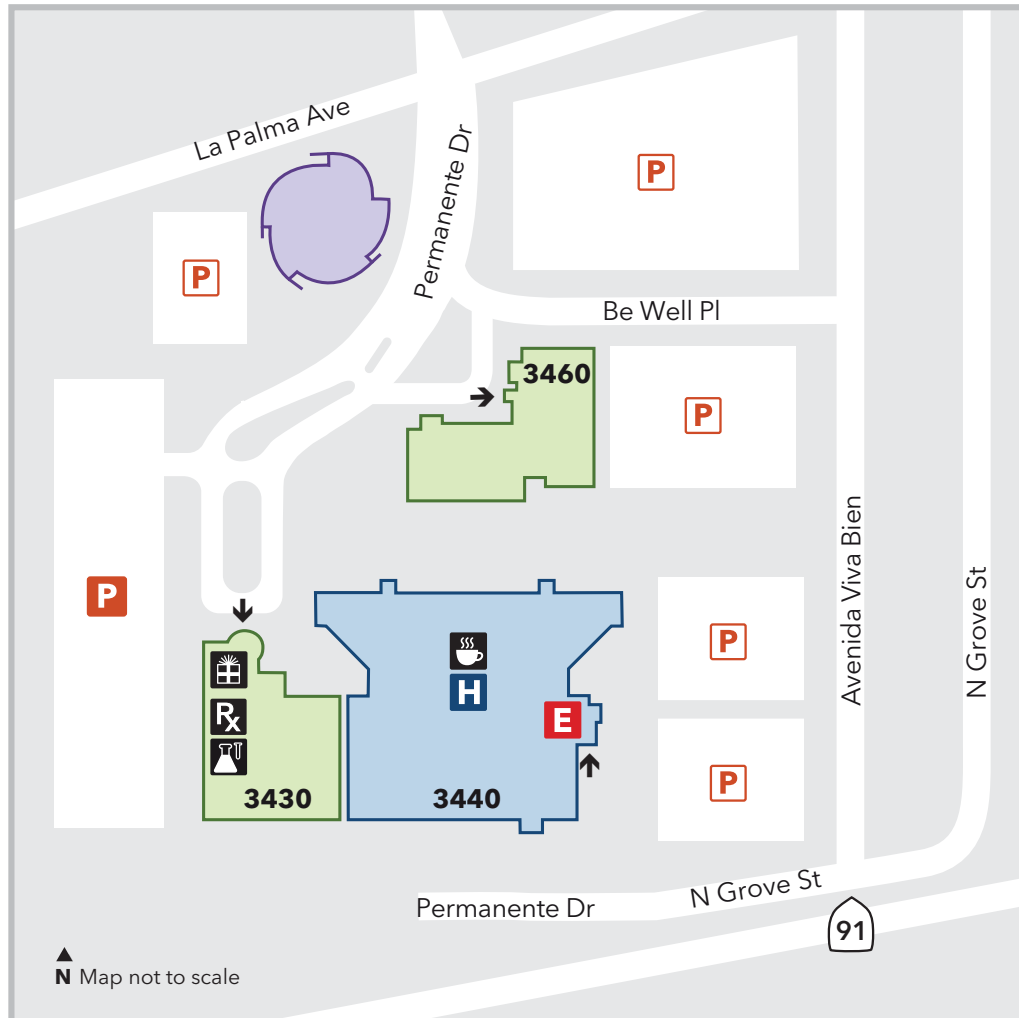 La Palma Ave
Permanente Dr
P
P
Be Well Pl
3460
P
Avenida Viva Bien
N Grove St
P
P
H
Rx
E
P
3430
3440
Permanente Dr
N Grove St
91
N Map not to scale